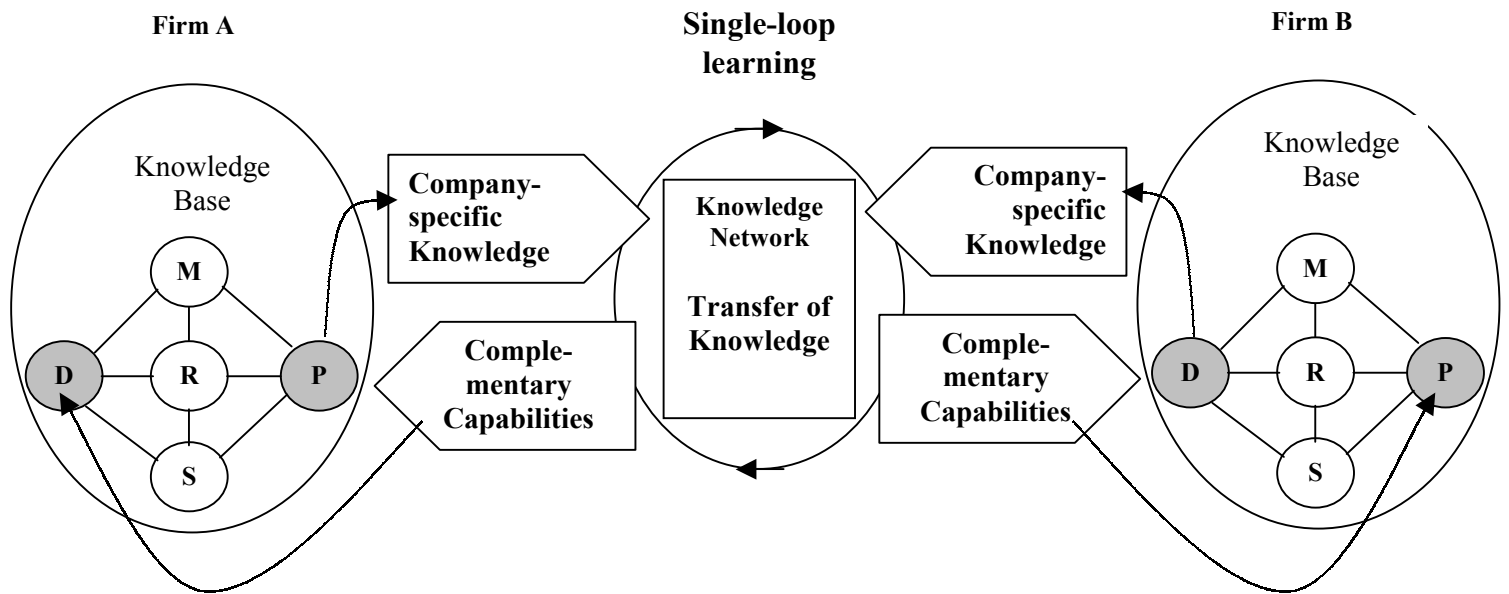 Firm A
Single-loop
learning
Firm B
Knowledge
Base
M
D
R
P
S
Company-
specific
Knowledge
Comple-
mentary
Capabilities
Knowledge
Network
Transfer of
Knowledge
Company-
specific
Knowledge
Comple-
mentary
Capabilities
Knowledge
Base
M
D
R
P
S